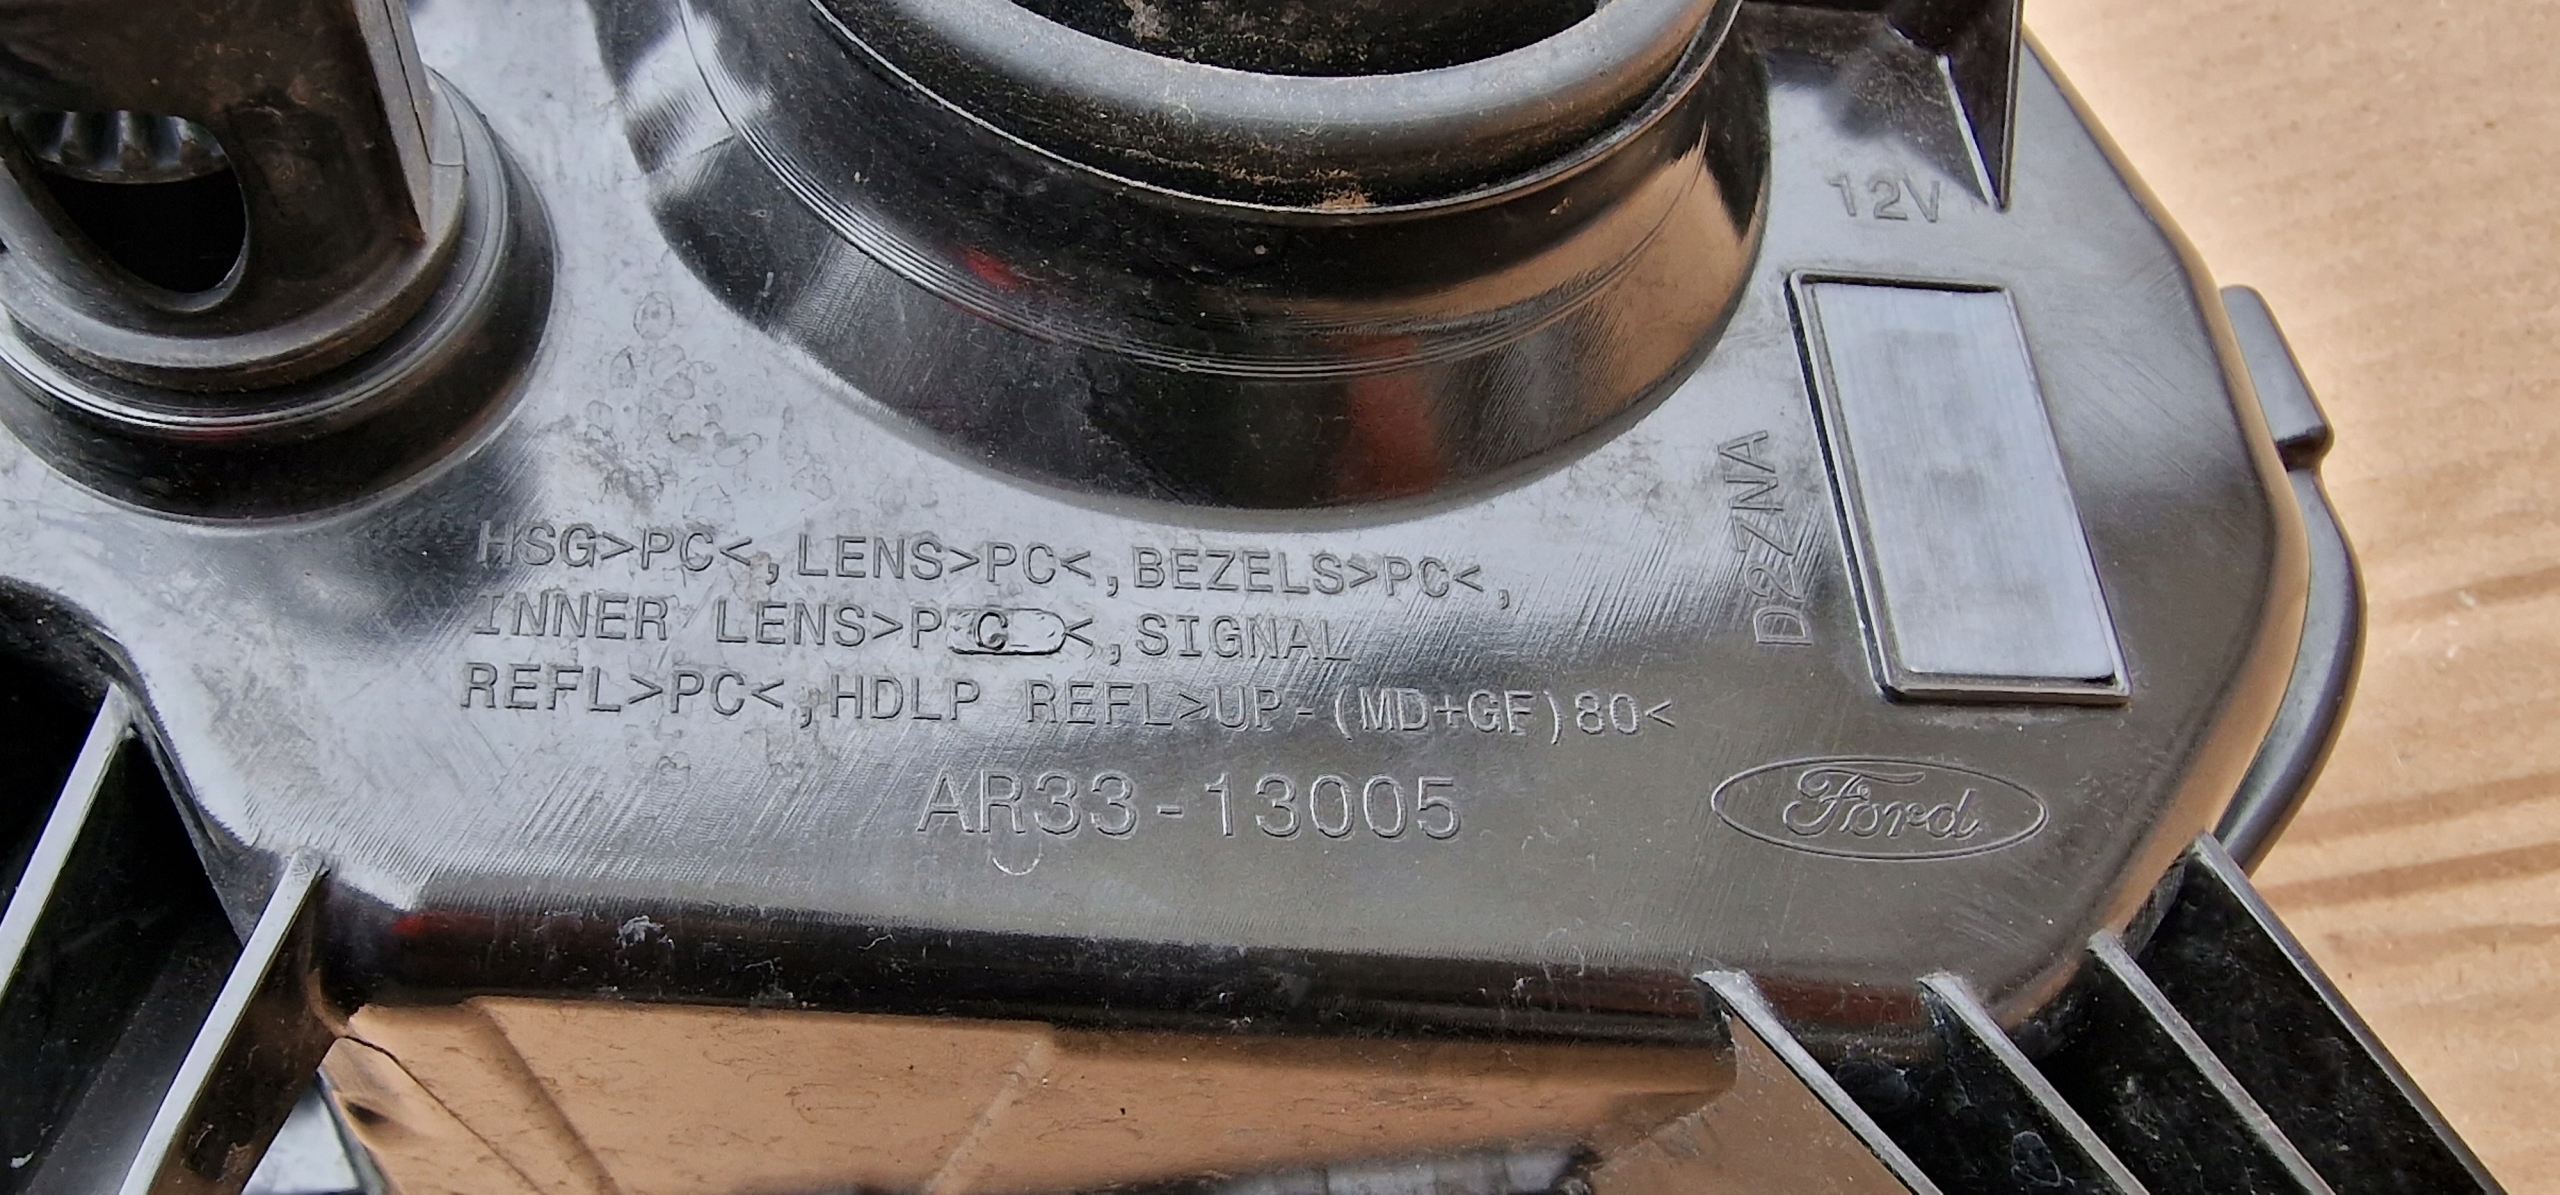 12V
D2ZNA
HSG>PC<,LENS>PC<,BEZELS>PC<,
INNER LENS>PC<,SIGNAL
REFL>PC<,HDLP REFL>UP-(MD+GF)80<
AR33-13005
Ford